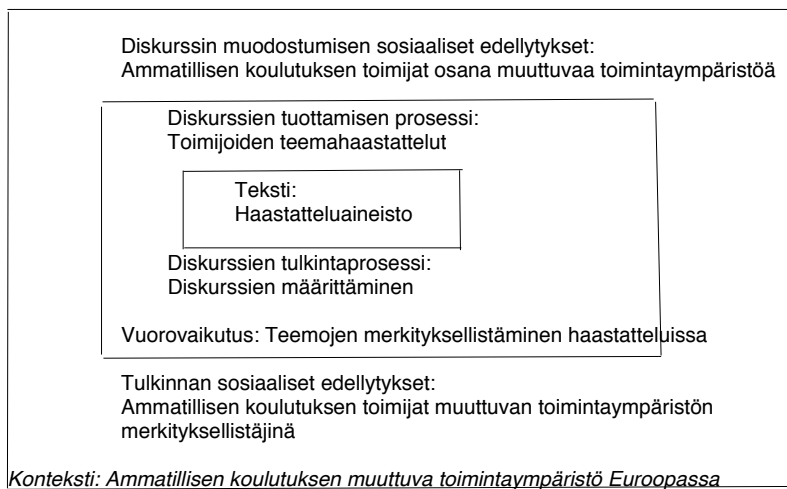 Diskurssin muodostumisen sosiaaliset edellytykset:
Ammatillisen koulutuksen toimijat osana muuttuvaa toimintaympäristöä
Diskurssien tuottamisen prosessi:
Toimijoiden teemahaastattelut
Teksti:
Haastatteluaineisto
Diskurssien tulkintaprosessi:
Diskurssien määrittäminen
Vuorovaikutus: Teemojen merkityksellistäminen haastatteluissa
Tulkinnan sosiaaliset edellytykset:
Ammatillisen koulutuksen toimijat muuttuvan toimintaympäristön
merkityksellistäjinä
Konteksti: Ammatillisen koulutuksen muuttuva toimintaympäristö Euroopassa